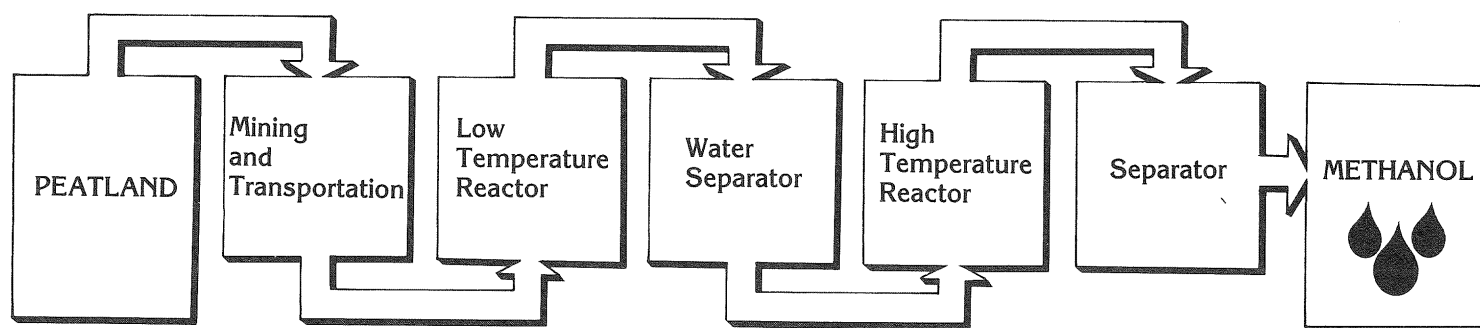 PEATLAND
Mining
and
Transportation
Low
Temperature
Reactor
Water
Separator
High
Temperature
Reactor
Separator
METHANOL